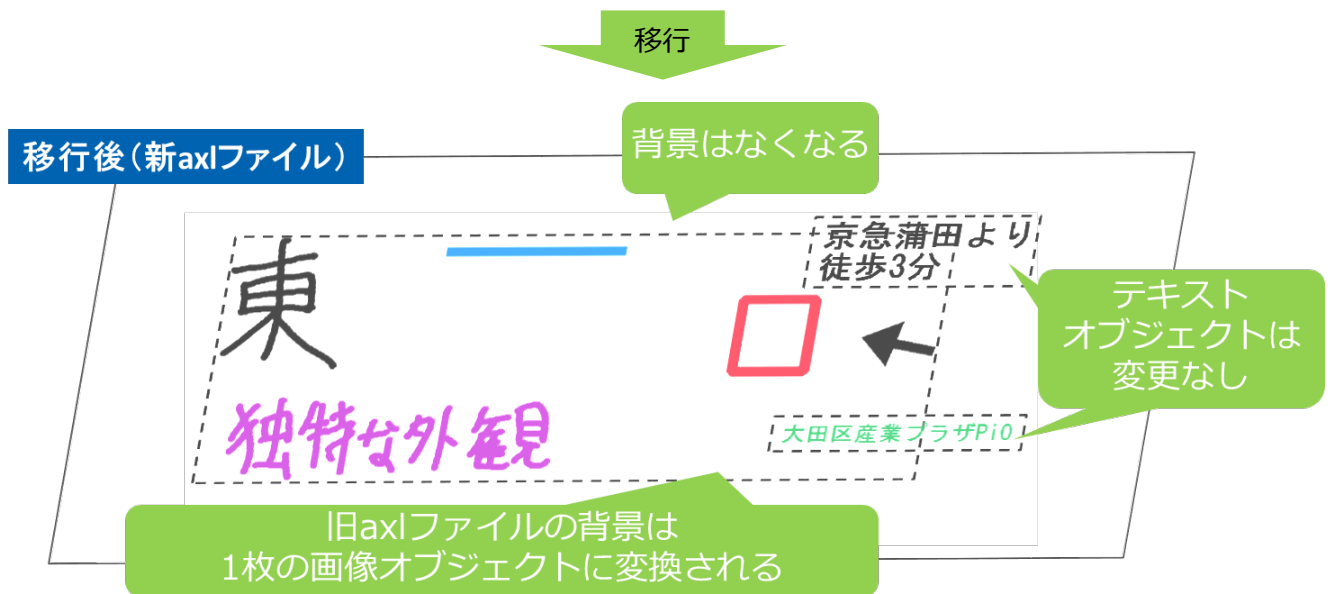 移行
移行後(新axlファイル)
背景はなくなる
東
京急蒲田より
徒歩3分
テキスト
オブジェクトは
変更なし
独特な外観
大田区産業プラザPiO
旧axlファイルの背景は
1枚の画像オブジェクトに変換される